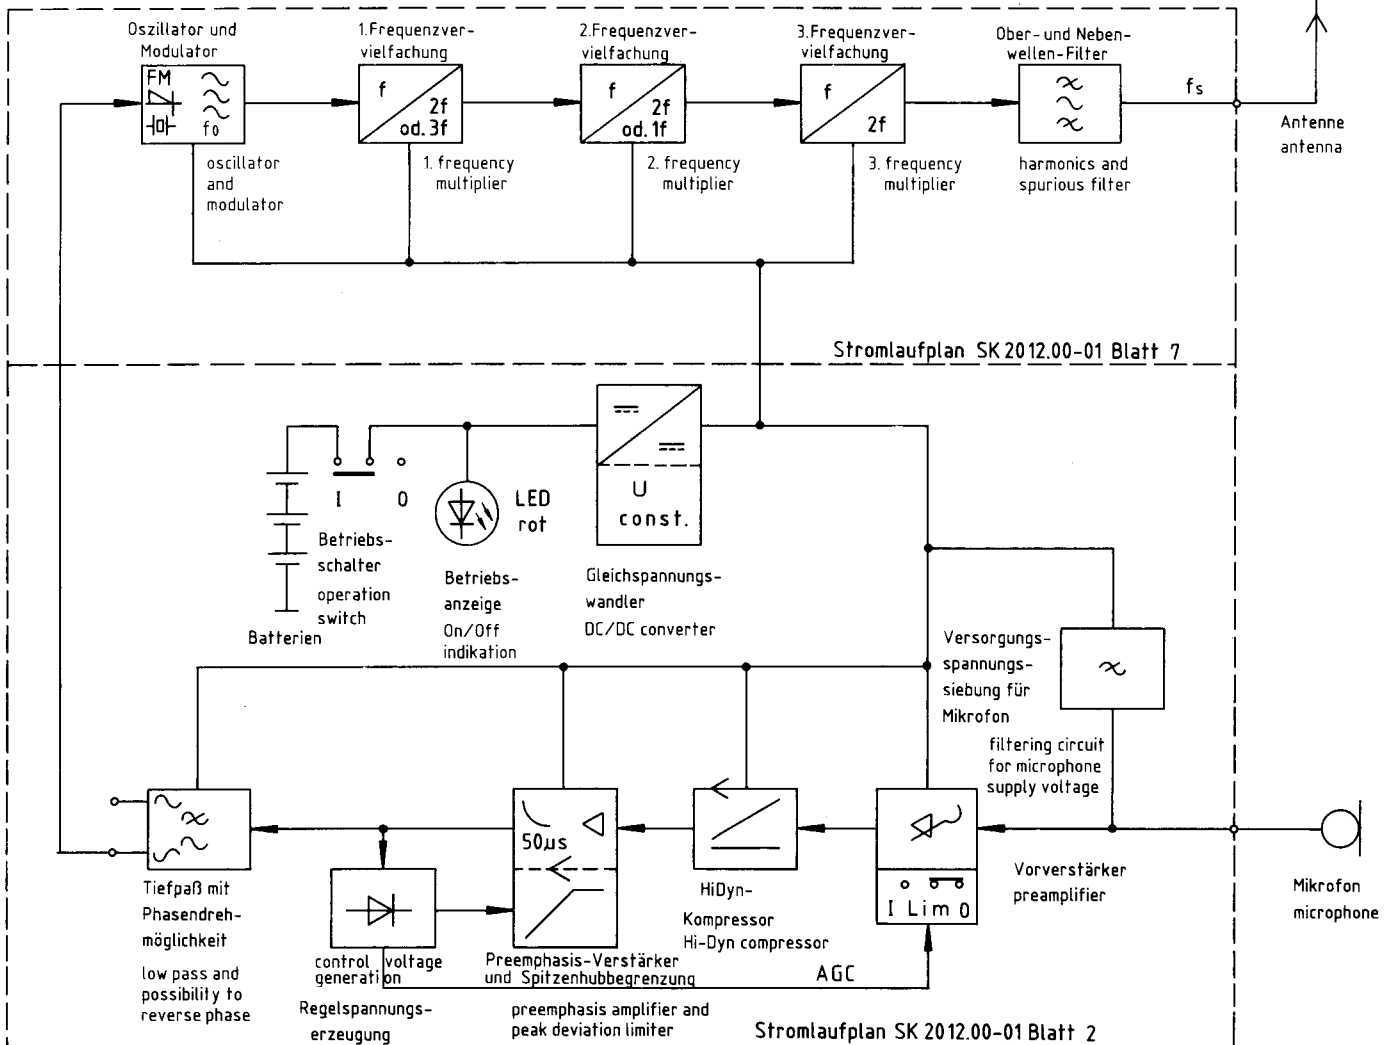 Oszillator und
Modulator
1.Frequenzver-
vielfachung
2.Frequenzver-
vielfachung
3.Frequenzver-
vielfachung
Ober- und Neben-
wellen-Filter
FM
fo
f
2f
od. 3f
f
2f
od. 1f
f
2f
fs
Antenne
antenna
oscillator
and
modulator
1. frequency
multiplier
2. frequency
multiplier
3. frequency
multiplier
harmonics and
spurious filter
Stromlaufplan SK 2012.00-01 Blatt 7
I
0
Betriebs-
schalter
operation
switch
Batterien
LED
rot
Betriebs-
anzeige
On/Off
indikation
U
const.
Gleichspannungs-
wandler
DC/DC converter
Versorgungs-
spannungs-
siebung für
Mikrofon
filtering circuit
for microphone
supply voltage
Tiefpaß mit
Phasendreh-
möglichkeit
low pass and
possibility to
reverse phase
control voltage
generation
Regelspannungs-
erzeugung
50µs
Preemphasis-Verstärker
und Spitzenhubbegrenzung
preemphasis amplifier and
peak deviation limiter
HiDyn-
Kompressor
Hi-Dyn compressor
I Lim 0
AGC
Vorverstärker
preamplifier
Mikrofon
microphone
Stromlaufplan SK 2012.00-01 Blatt 2